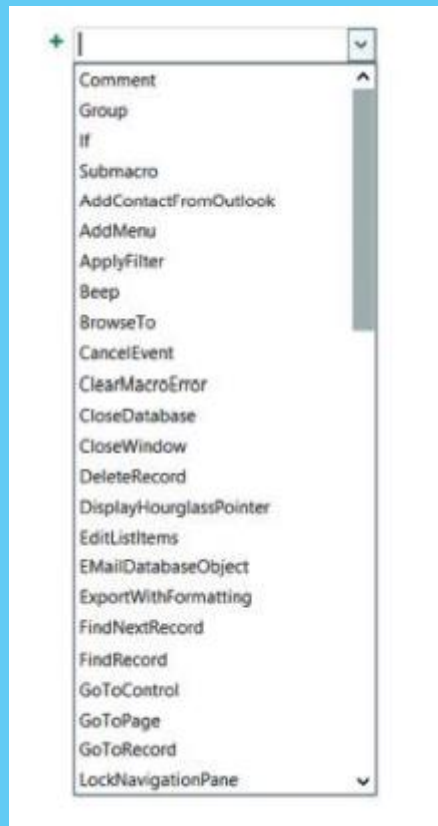 Comment
Group
If
Submacro
AddContactFromOutlook
AddMenu
ApplyFilter
Beep
BrowseTo
CancelEvent
ClearMacroError
CloseDatabase
CloseWindow
DeleteRecord
DisplayHourglassPointer
EditListItems
EMailDatabaseObject
ExportWithFormatting
FindNextRecord
FindRecord
GoToControl
GoToPage
GoToRecord
LockNavigationPane